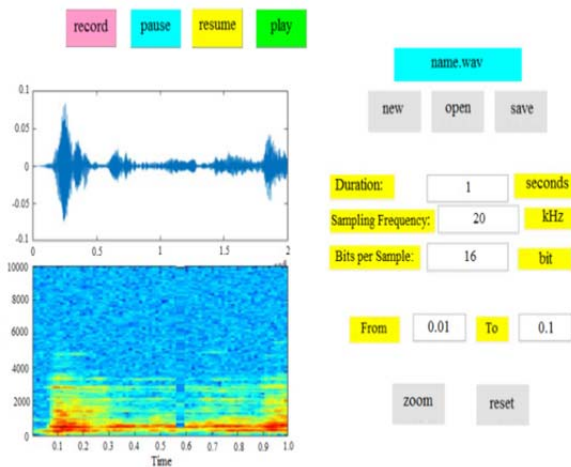 record pause resume play
name.wav
new open save
0.1
0.05
0
-0.05
-0.1
0 0.5 1 1.5 2
Duration: 1 seconds
Sampling Frequency: 20 kHz
Bits per Sample: 16 bit
10000
8000
6000
4000
2000
0
0.1 0.2 0.3 0.4 0.5 0.6 0.7 0.8 0.9 1.0
Time
From 0.01 To 0.1
zoom reset